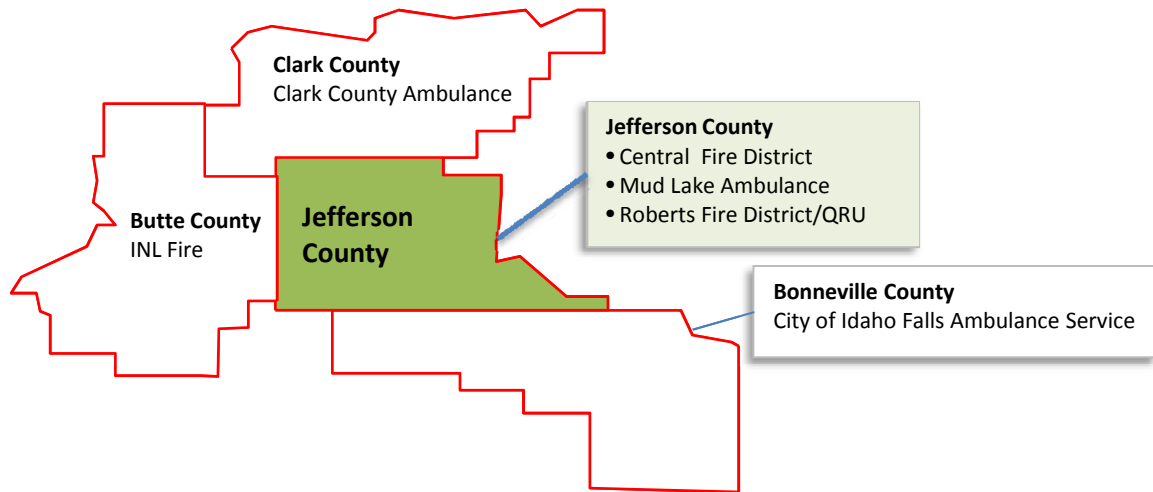 Clark County
Clark County Ambulance
Jefferson County
• Central Fire District
• Mud Lake Ambulance
• Roberts Fire District/QRU
Butte County
INL Fire
Jefferson
County
Bonneville County
City of Idaho Falls Ambulance Service